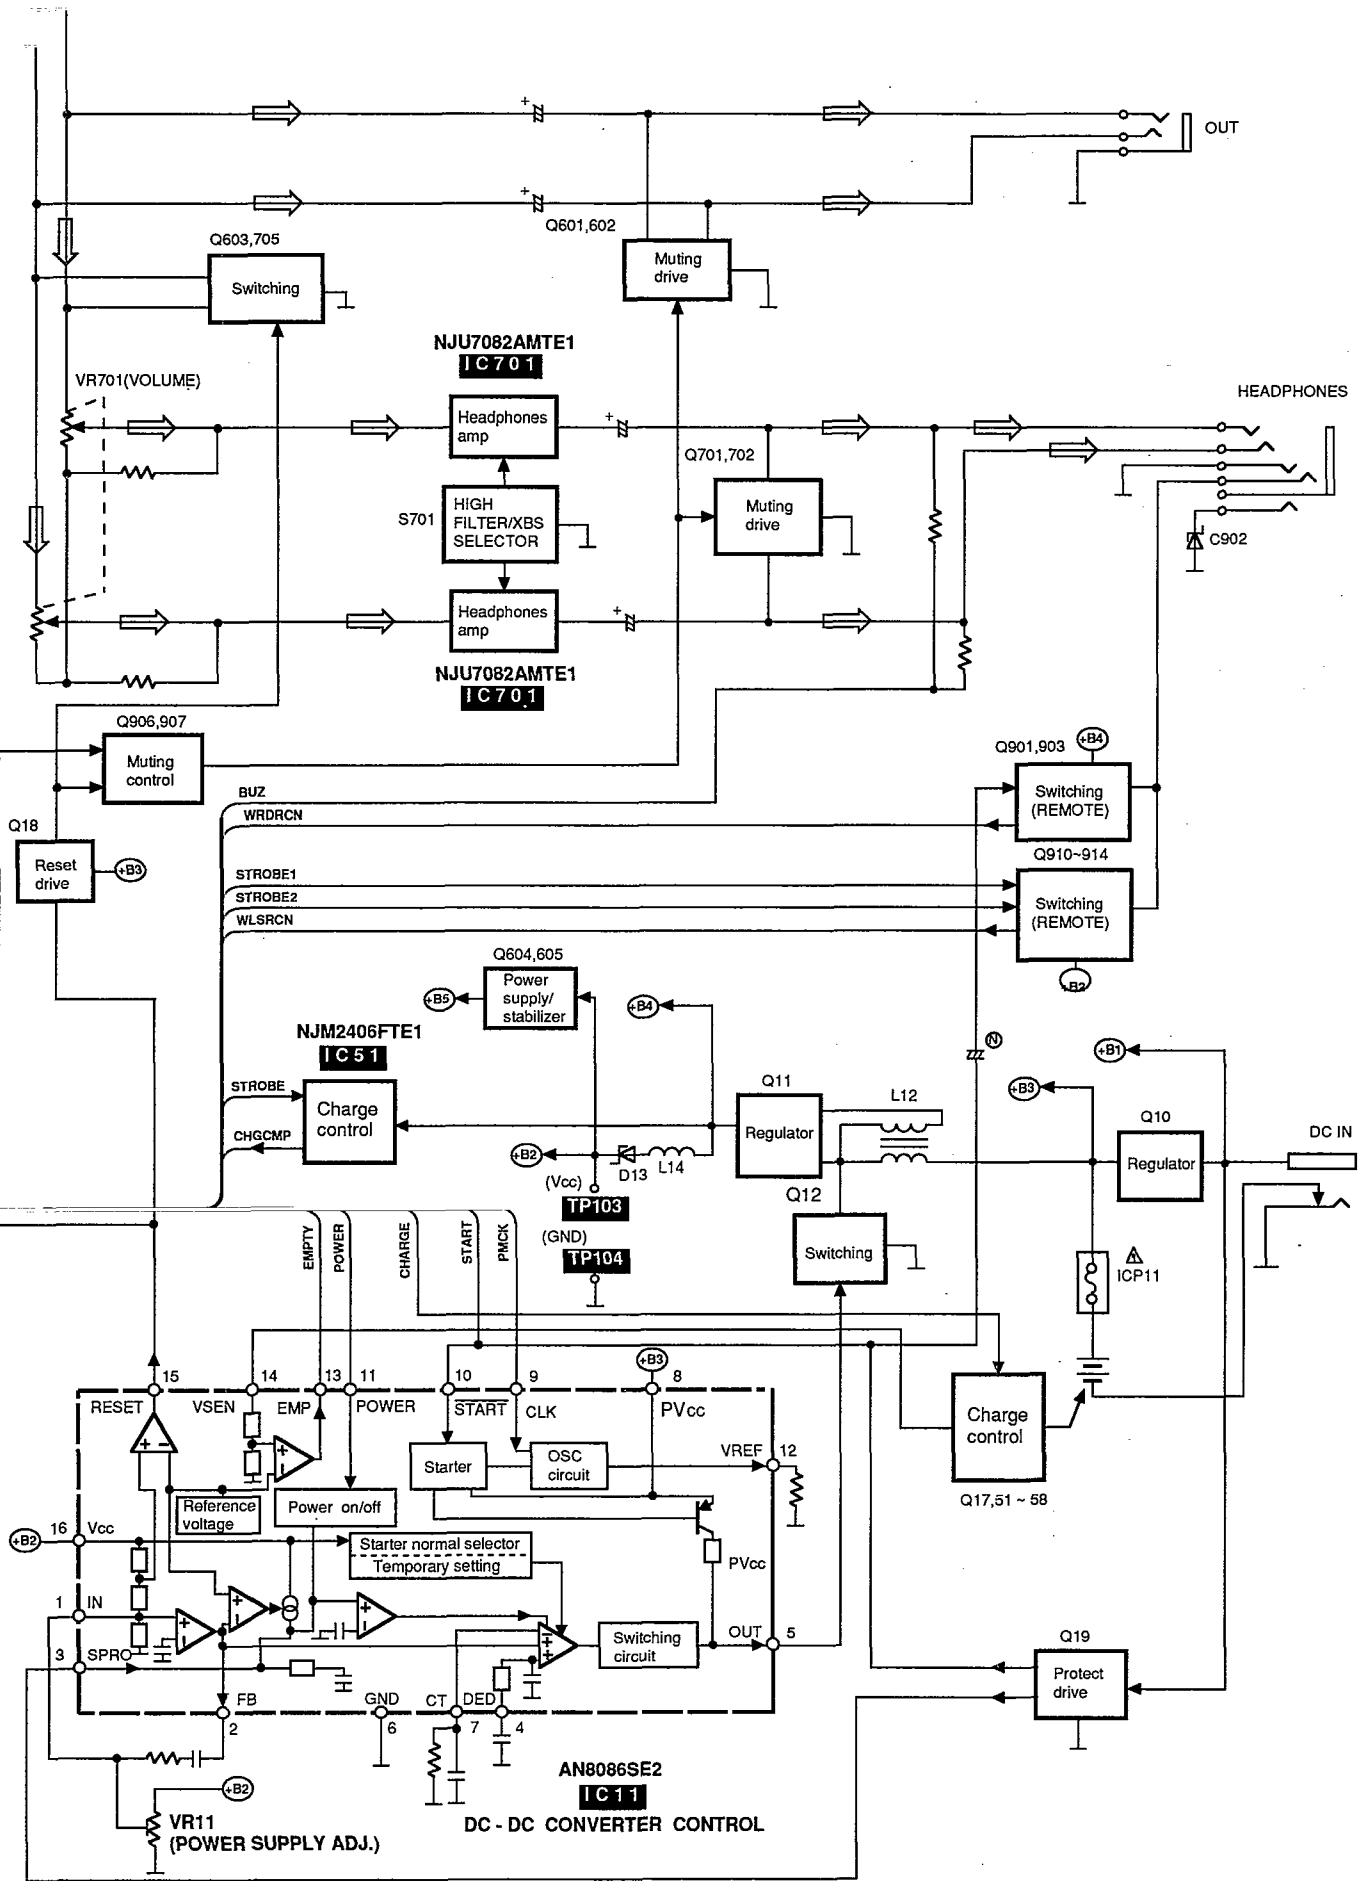 OUT
Q601,602
Q603,705
Muting
drive
Switching
NJU7082AMTE1
IC701
VR701(VOLUME)
HEADPHONES
Headphones
amp
Q701,702
S701
HIGH
FILTER/XBS
SELECTOR
Muting
drive
C902
Headphones
amp
NJU7082AMTE1
IC701
Q906,907
Muting
control
Q901,903
+B4
Switching
(REMOTE)
BUZ
WRDRCN
Q18
Reset
drive
+B3
Q910~914
STROBE1
STROBE2
WLSRCN
Switching
(REMOTE)
+B2
Q604,605
Power
supply/
stabilizer
+B5
+B4
NJM2406FTE1
IC51
N
+B1
STROBE
Charge
control
CHGCMP
Q11
Regulator
L12
+B3
Q10
Regulator
DC IN
+B2
D13
L14
(Vcc)
TP103
Q12
(GND)
TP104
Switching
ICP11
EMPTY
POWER
CHARGE
START
PMCK
+B3
15
14
13
11
10
9
8
RESET
VSEN
EMP
POWER
START
CLK
PVcc
Charge
control
Q17,51 ~ 58
Starter
OSC
circuit
VREF
12
Reference
voltage
Power on/off
+B2
16
Vcc
Starter normal selector
Temporary setting
PVcc
1
IN
3
SPRO
Switching
circuit
OUT
5
Q19
Protect
drive
FB
2
GND
6
CT
7
DED
4
+B2
VR11
(POWER SUPPLY ADJ.)
AN8086SE2
IC11
DC - DC CONVERTER CONTROL